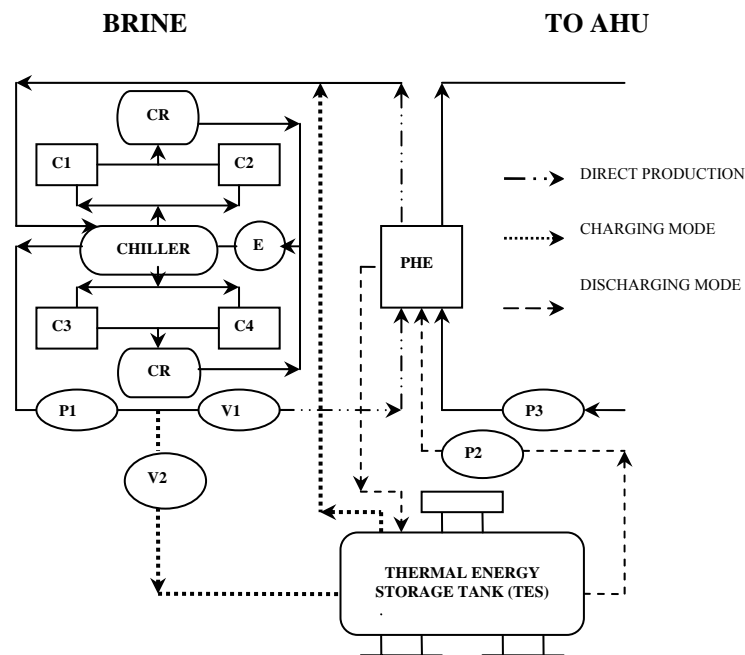 BRINE
TO AHU
CR
C1
C2
CHILLER
E
C3
C4
CR
P1
V1
V2
PHE
P3
P2
DIRECT PRODUCTION
CHARGING MODE
DISCHARGING MODE
THERMAL ENERGY
STORAGE TANK (TES)